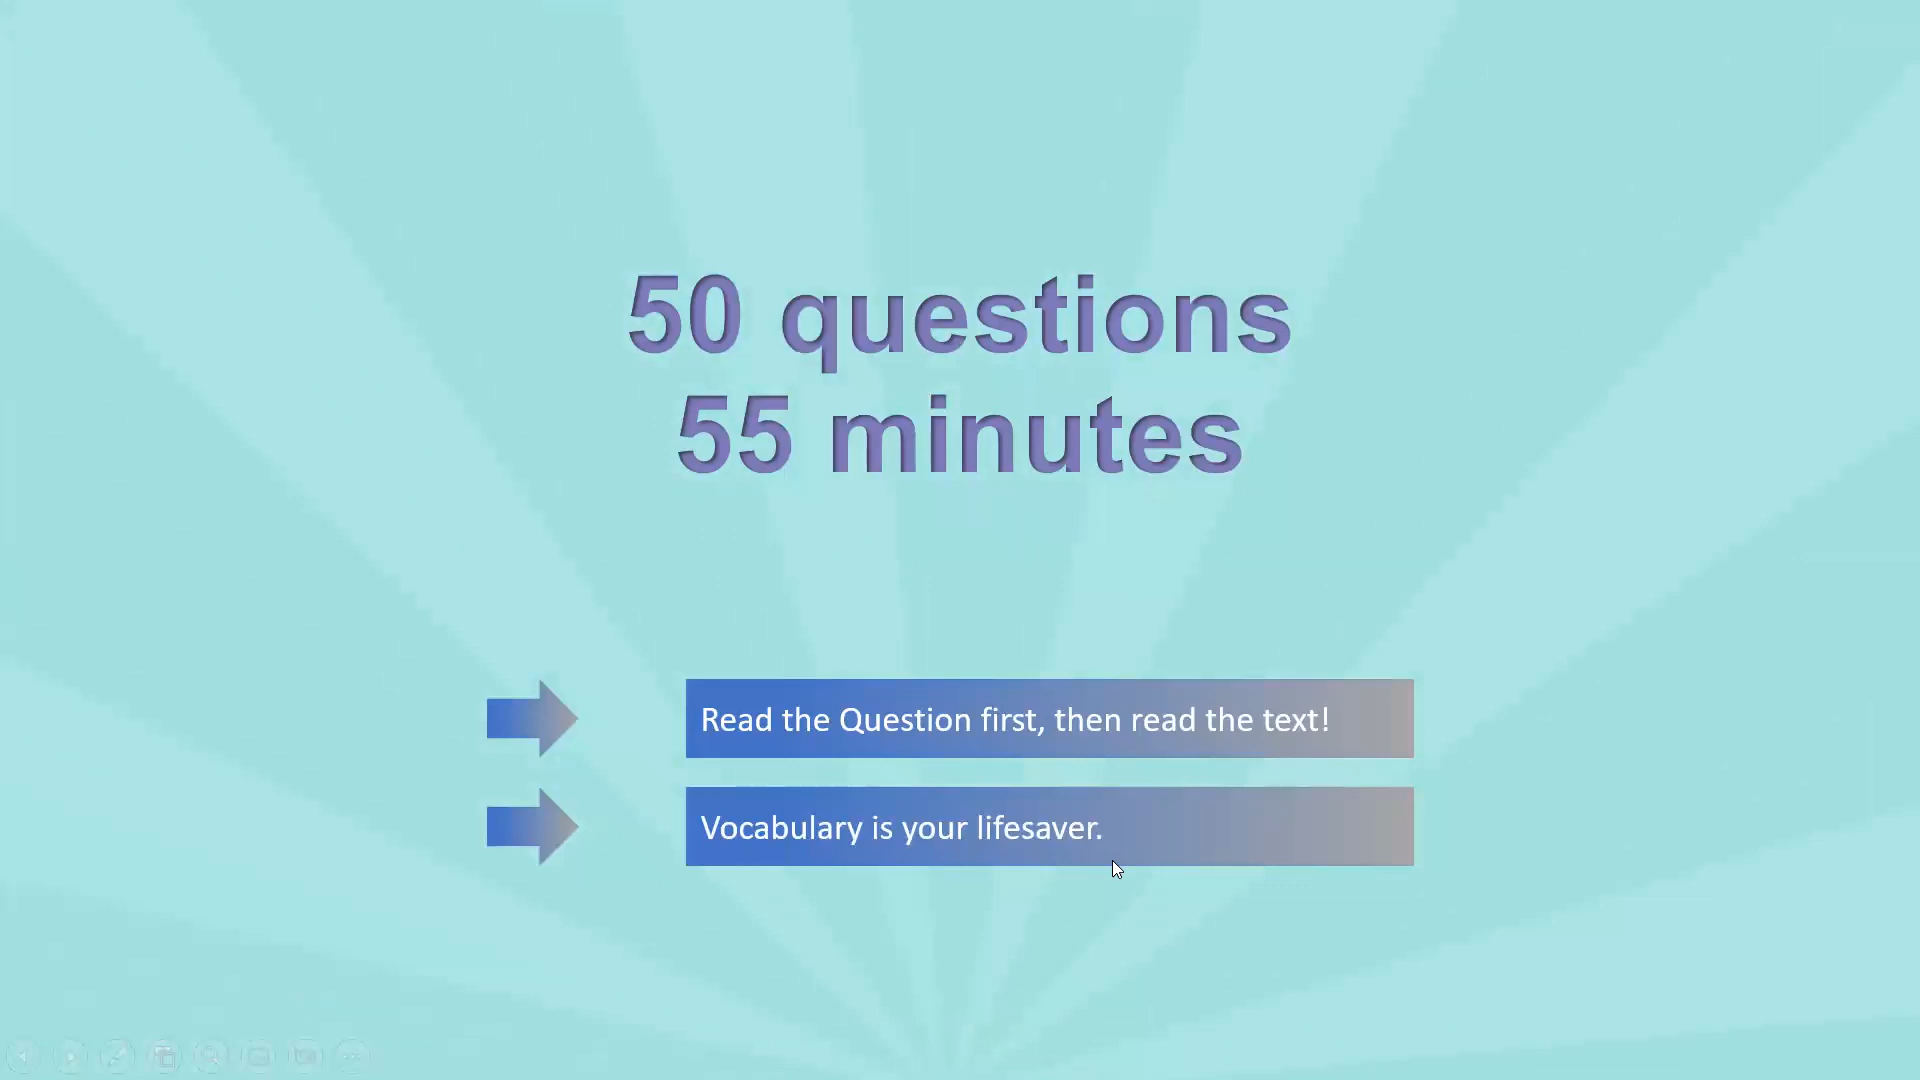 50 questions
55 minutes
Read the Question first, then read the text!
Vocabulary is your lifesaver.